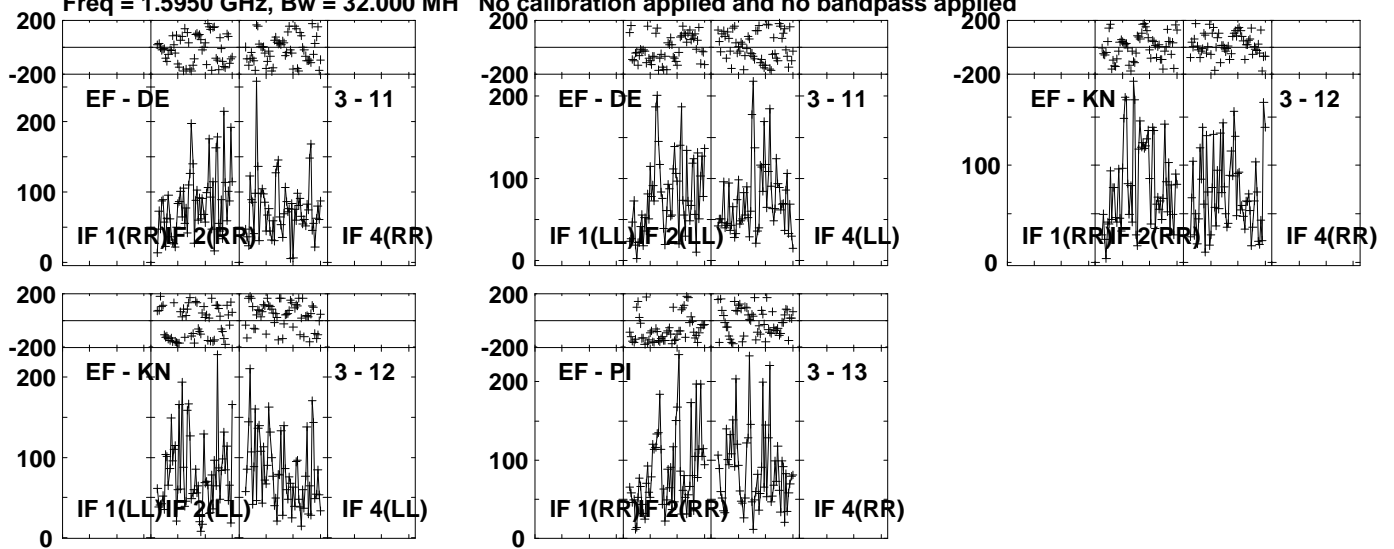 Freq = 1.5950 GHz, Bw = 32.000 MH No calibration applied and no bandpass applied
200
-200
EF - DE 3 - 11
200
100
0
IF 1(RR) IF 2(RR) IF 4(RR)
EF - DE 3 - 11
200
100
0
IF 1(LL) IF 2(LL) IF 4(LL)
200
-200
EF - KN 3 - 12
100
0
IF 1(RR) IF 2(RR) IF 4(RR)
200
-200
EF - KN 3 - 12
200
100
0
IF 1(LL) IF 2(LL) IF 4(LL)
200
-200
EF - PI 3 - 13
200
100
0
IF 1(RR) IF 2(RR) IF 4(RR)